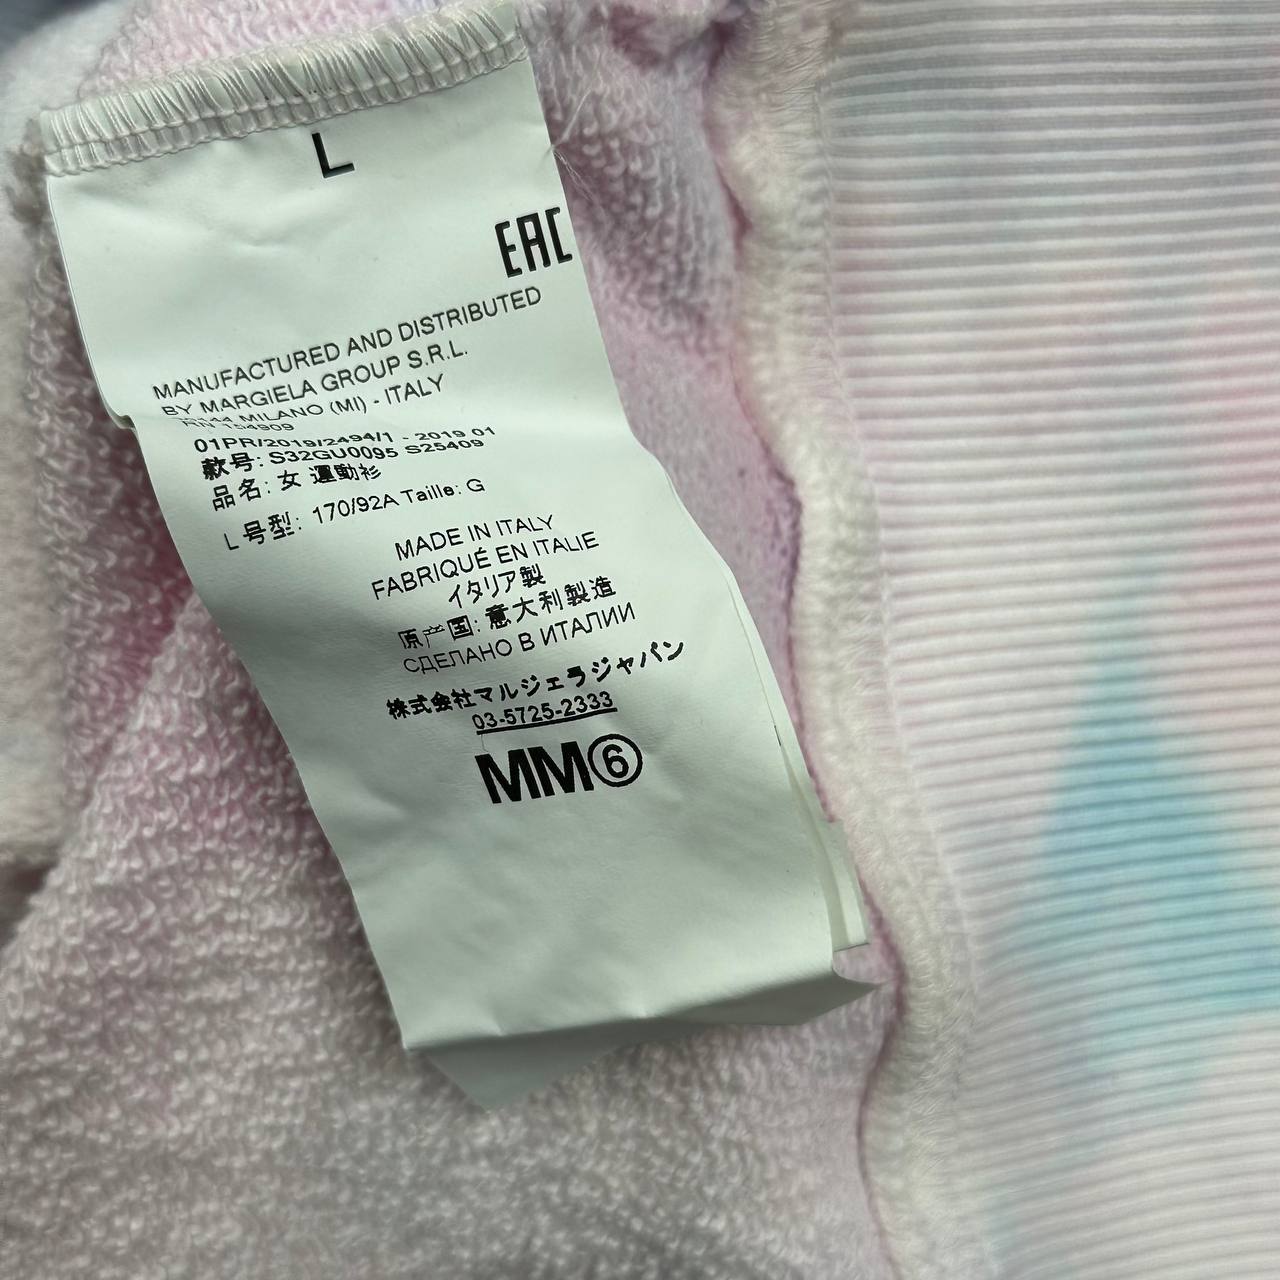 L
EAC
MANUFACTURED AND DISTRIBUTED
BY MARGIELA GROUP S.R.L.
MILANO (MI) - ITALY
RN 154909
01PR/2019/2494/1 - 2019 01
款号: S32GU0095 S25409
品名: 女 運動衫
L 号型: 170/92A Taille: G
MADE IN ITALY
FABRIQUÉ EN ITALIE
イタリア製
原产国: 意大利製造
СДЕЛАНО В ИТАЛИИ
株式会社マルジェラジャパン
03-5725-2333
MM⑥